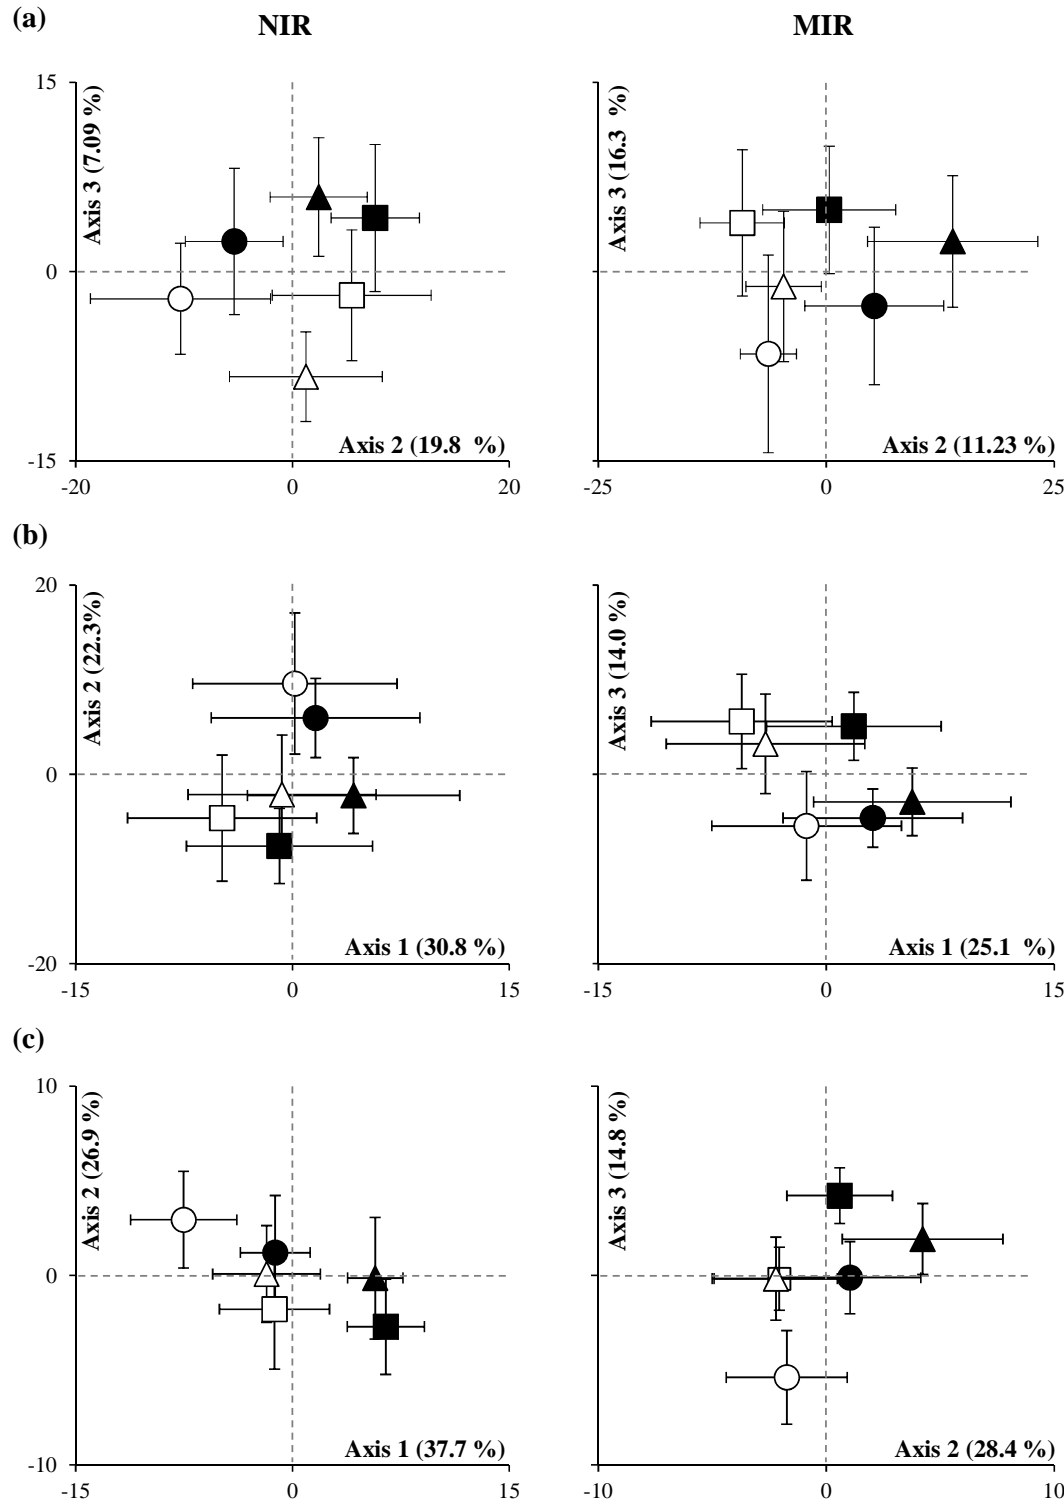 (a)
NIR
MIR
15
0
-15
Axis 3 (7.09 %)
Axis 2 (19.8 %)
-20
0
20
Axis 3 (16.3 %)
Axis 2 (11.23 %)
-25
0
25
(b)
20
0
-20
Axis 2 (22.3%)
Axis 1 (30.8 %)
-15
0
15
Axis 3 (14.0 %)
Axis 1 (25.1 %)
-15
0
15
(c)
10
0
-10
Axis 2 (26.9 %)
Axis 1 (37.7 %)
-15
0
15
Axis 3 (14.8 %)
Axis 2 (28.4 %)
-10
0
10